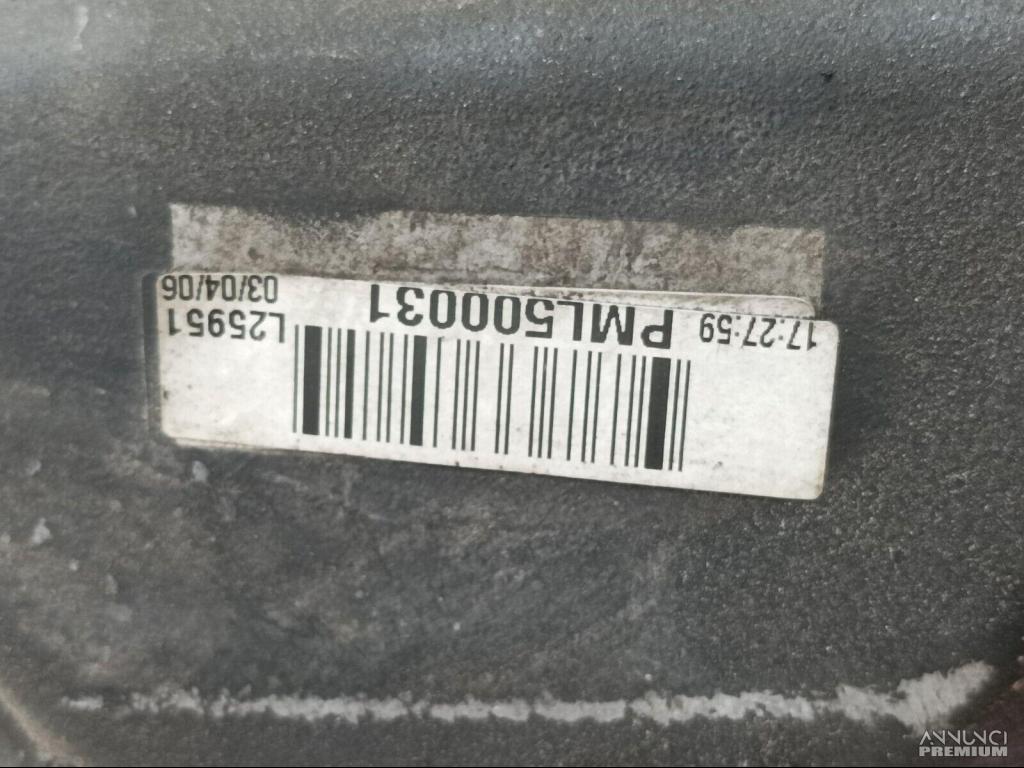 L25951
17:27:59 PML500031 03/04/06
ANNUNCI
PREMIUM